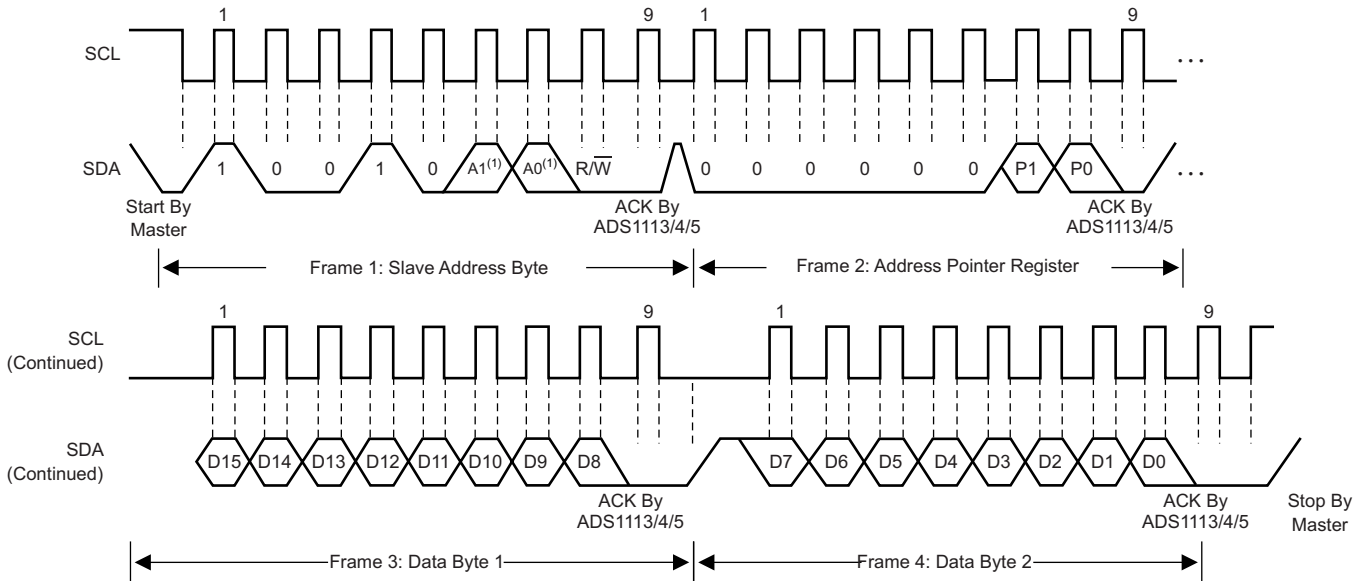 1 9 1 9
SCL
...
SDA
1 0 0 1 0 A1(1) A0(1) R/W̅ 0 0 0 0 0 0 P1 P0 ...
Start By
Master
ACK By
ADS1113/4/5
ACK By
ADS1113/4/5
Frame 1: Slave Address Byte
Frame 2: Address Pointer Register
1 9 1 9
SCL
(Continued)
SDA
(Continued)
D15 D14 D13 D12 D11 D10 D9 D8 D7 D6 D5 D4 D3 D2 D1 D0
ACK By
ADS1113/4/5
ACK By
ADS1113/4/5
Stop By
Master
Frame 3: Data Byte 1
Frame 4: Data Byte 2